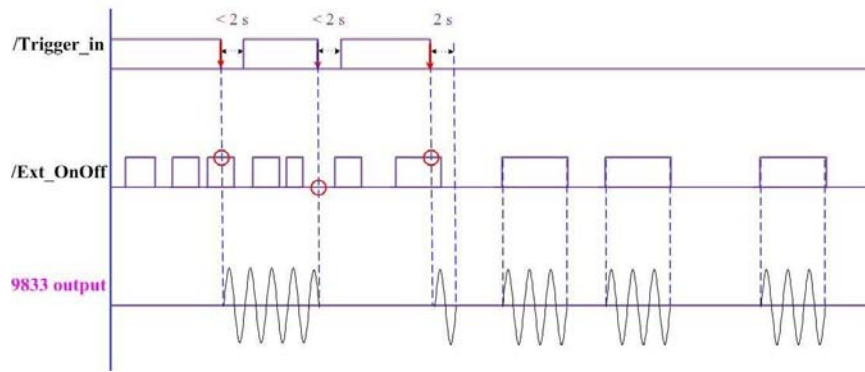 < 2 s
< 2 s
2 s
/Trigger_in
/Ext_OnOff
9833 output